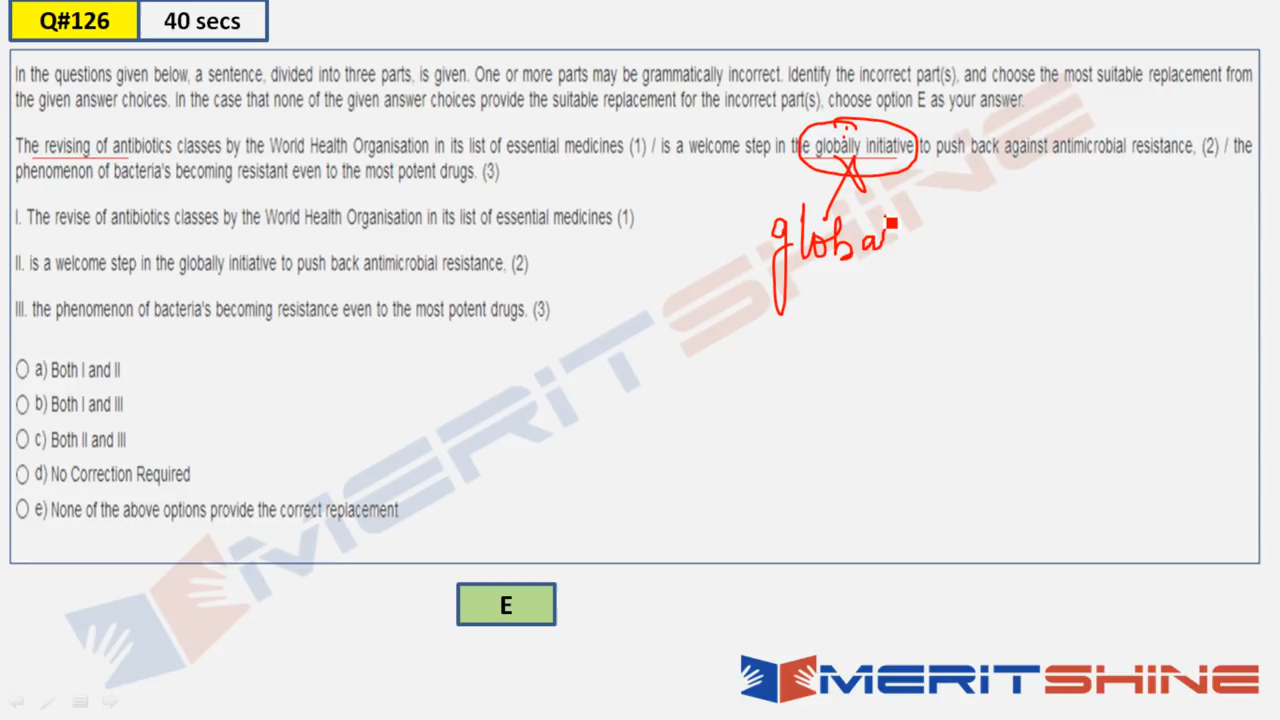 Q#126 40 secs
In the questions given below, a sentence, divided into three parts, is given. One or more parts may be grammatically incorrect. Identify the incorrect part(s), and choose the most suitable replacement from
the given answer choices. In the case that none of the given answer choices provide the suitable replacement for the incorrect part(s), choose option E as your answer.
The revising of antibiotics classes by the World Health Organisation in its list of essential medicines (1) / is a welcome step in the globally initiative to push back against antimicrobial resistance, (2) / the
phenomenon of bacteria's becoming resistant even to the most potent drugs. (3)
I. The revise of antibiotics classes by the World Health Organisation in its list of essential medicines (1)
globa
II. is a welcome step in the globally initiative to push back antimicrobial resistance, (2)
III. the phenomenon of bacteria's becoming resistance even to the most potent drugs. (3)
a) Both I and II
b) Both I and III
c) Both II and III
d) No Correction Required
e) None of the above options provide the correct replacement
E
MERITSHINE
MERITSHINE